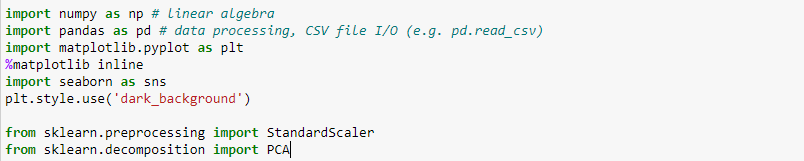 import numpy as np # linear algebra
import pandas as pd # data processing, CSV file I/O (e.g. pd.read_csv)
import matplotlib.pyplot as plt
%matplotlib inline
import seaborn as sns
plt.style.use('dark_background')
from sklearn.preprocessing import StandardScaler
from sklearn.decomposition import PCA